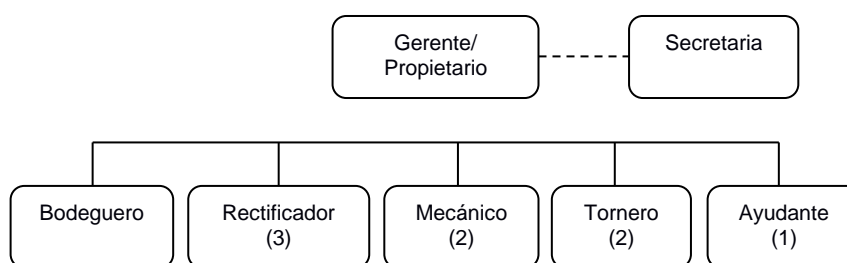 Gerente/
Propietario
Secretaria
Bodeguero
Rectificador
(3)
Mecánico
(2)
Tornero
(2)
Ayudante
(1)